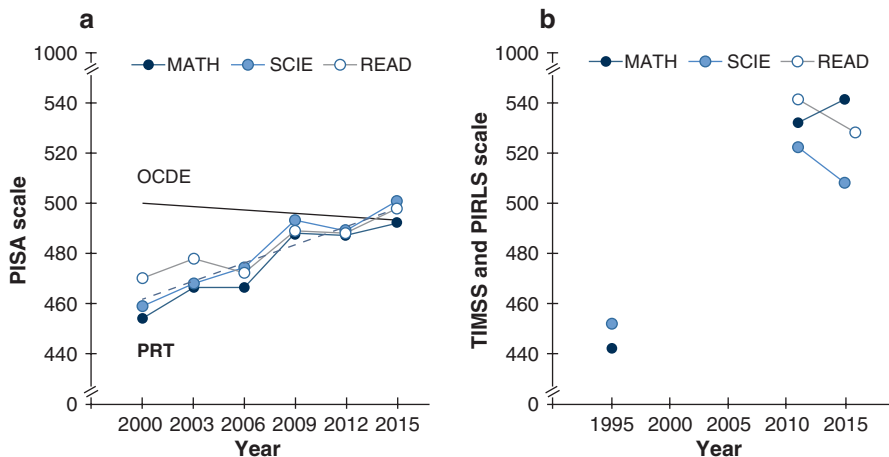 a
1000
MATH SCIE READ
540
520
OCDE
500
480
460
PRT
440
0
2000 2003 2006 2009 2012 2015
Year
PISA scale
b
1000
MATH SCIE READ
540
520
500
480
460
440
0
1995 2000 2005 2010 2015
Year
TIMSS and PIRLS scale